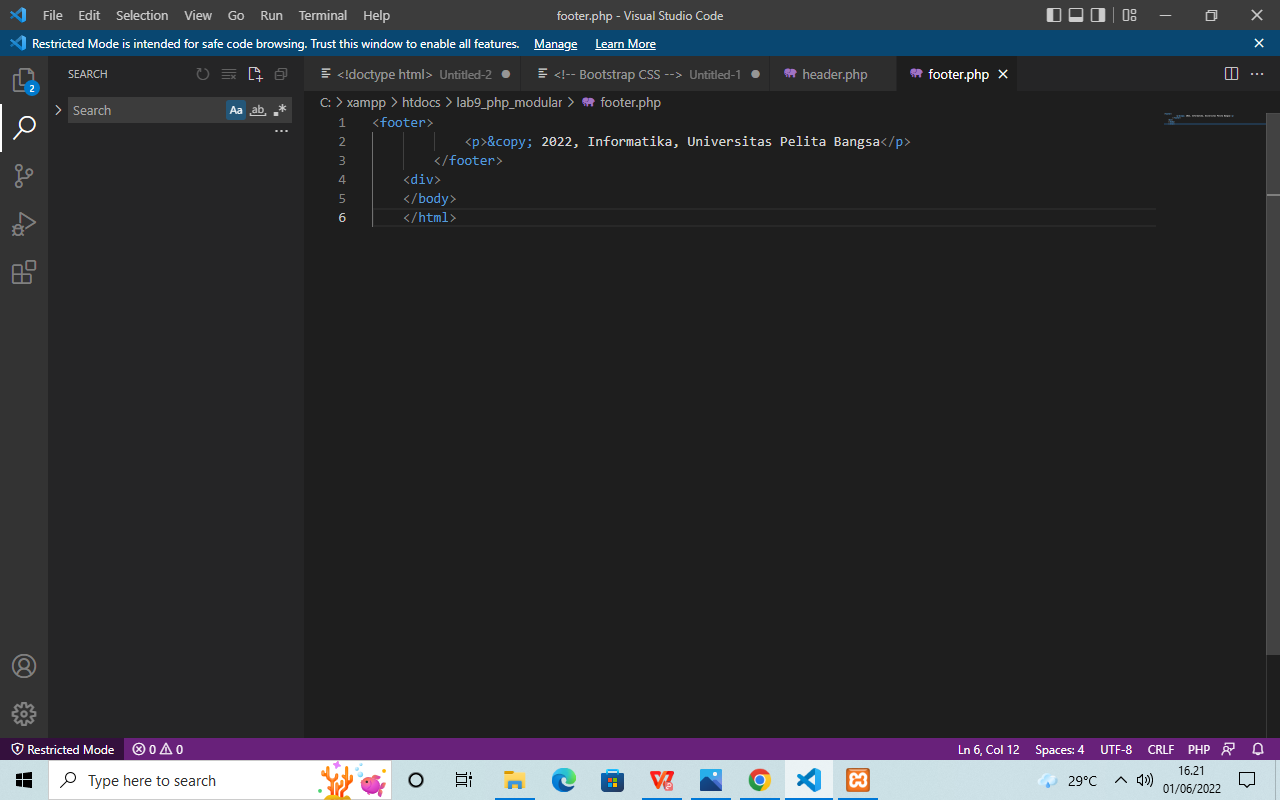 File Edit Selection View Go Run Terminal Help footer.php - Visual Studio Code
Restricted Mode is intended for safe code browsing. Trust this window to enable all features. Manage Learn More
SEARCH
<!doctype html> Untitled-2 <!-- Bootstrap CSS --> Untitled-1 header.php footer.php
2
Search Aa ab
C: > xampp > htdocs > lab9_php_modular > footer.php
1 <footer>
2 <p>&copy; 2022, Informatika, Universitas Pelita Bangsa</p>
3 </footer>
4 <div>
5 </body>
6 </html>
Restricted Mode 0 0 Ln 6, Col 12 Spaces: 4 UTF-8 CRLF PHP
Type here to search 29°C 16.21
01/06/2022